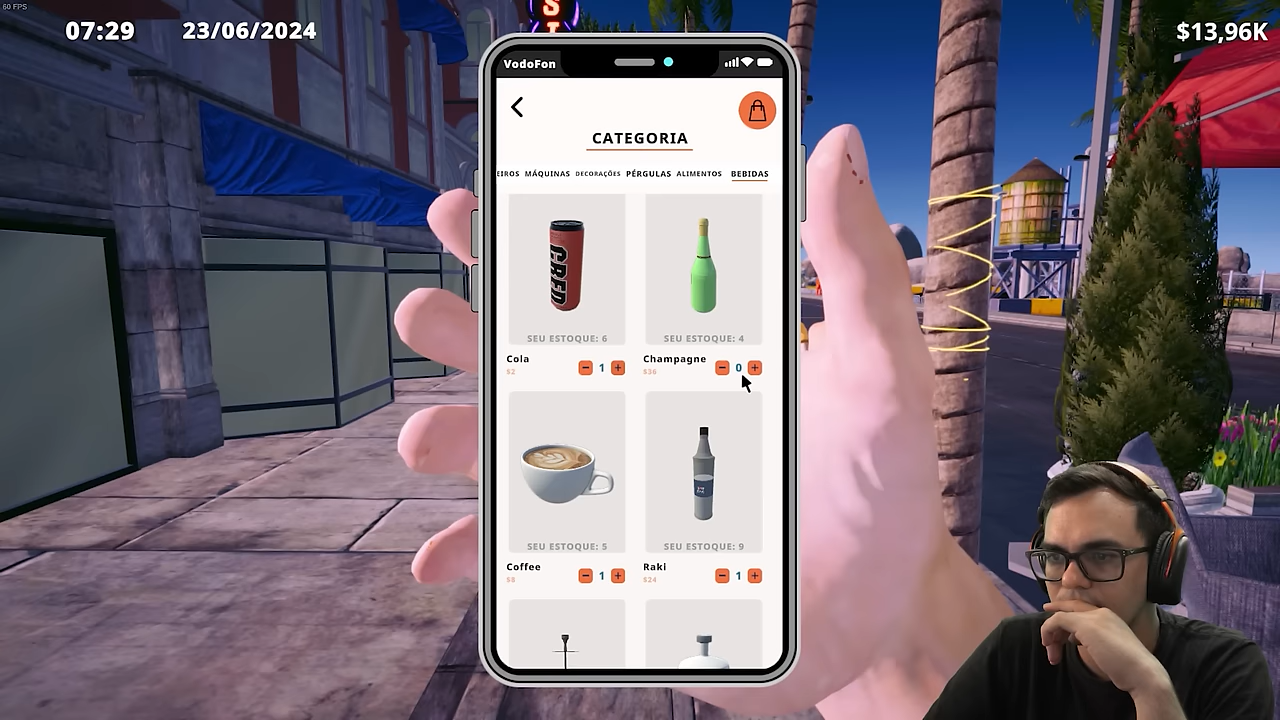 60 FPS
07:29 23/06/2024
$13,96K
S
VodoFon
CATEGORIA
EIROS MÁQUINAS DECORAÇÕES PÉRGULAS ALIMENTOS BEBIDAS
CRED
SEU ESTOQUE: 6
SEU ESTOQUE: 4
Cola
$2
1
Champagne
$36
0
SEU ESTOQUE: 5
SEU ESTOQUE: 9
Coffee
$8
1
Raki
$24
1